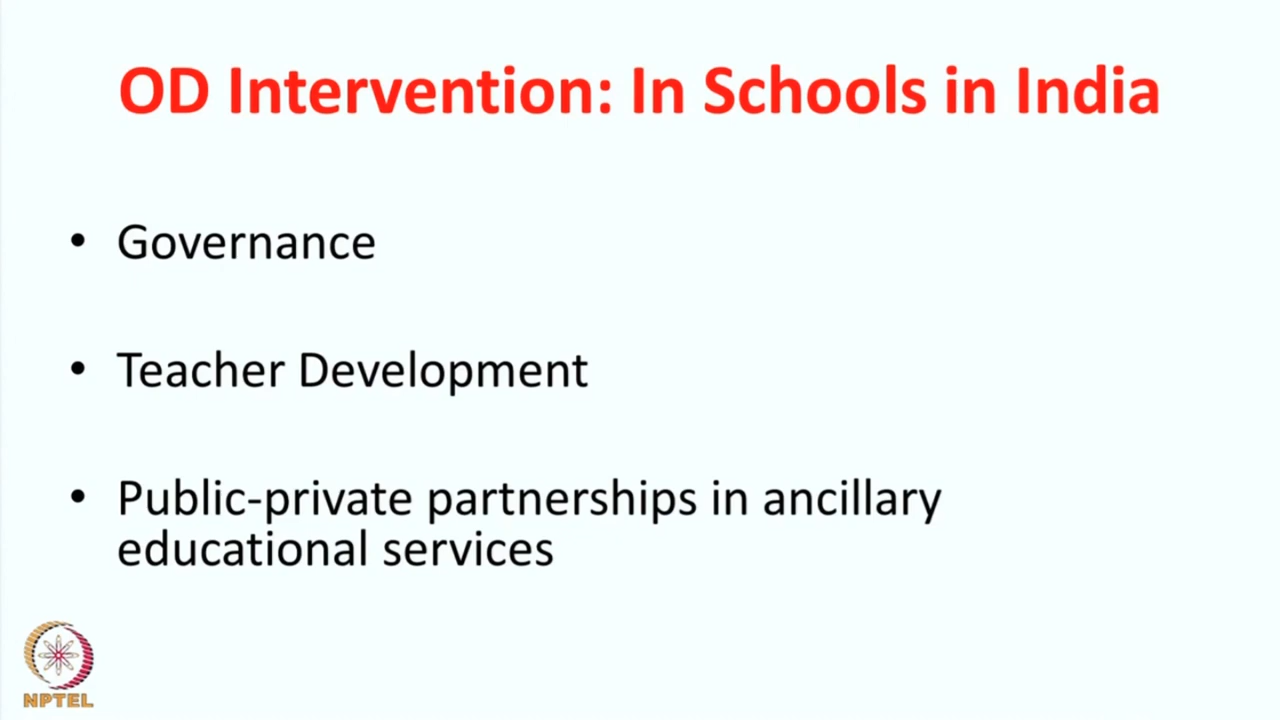 OD Intervention: In Schools in India
• Governance
• Teacher Development
• Public-private partnerships in ancillary
educational services
NPTEL